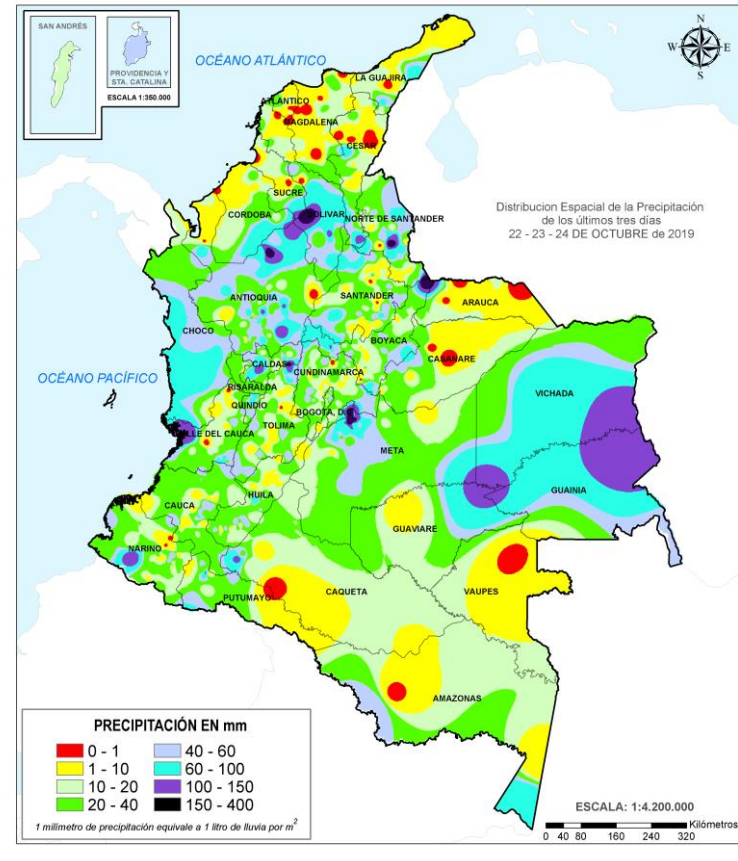 SAN ANDRÉS
PROVIDENCIA Y
STA. CATALINA
ESCALA 1:350.000
OCÉANO ATLÁNTICO
N
W
E
S
LA GUAJIRA
ATLÁNTICO
MAGDALENA
CESAR
SUCRE
CORDOBA
BOLIVAR
NORTE DE SANTANDER
Distribucion Espacial de la Precipitación
de los últimos tres días
22 - 23 - 24 DE OCTUBRE de 2019
ANTIOQUIA
SANTANDER
ARAUCA
CHOCO
BOYACA
CASANARE
OCÉANO PACÍFICO
CALDAS
CUNDINAMARCA
VICHADA
RISARALDA
QUINDIO
BOGOTA, D.C
VALLE DEL CAUCA
TOLIMA
META
GUAINIA
HUILA
CAUCA
GUAVIARE
NARIÑO
PUTUMAYO
CAQUETA
VAUPES
AMAZONAS
PRECIPITACIÓN EN mm
0 - 1
40 - 60
1 - 10
60 - 100
10 - 20
100 - 150
20 - 40
150 - 400
1 milímetro de precipitación equivale a 1 litro de lluvia por m²
ESCALA: 1:4.200.000
Kilómetros
0 40 80 160 240 320